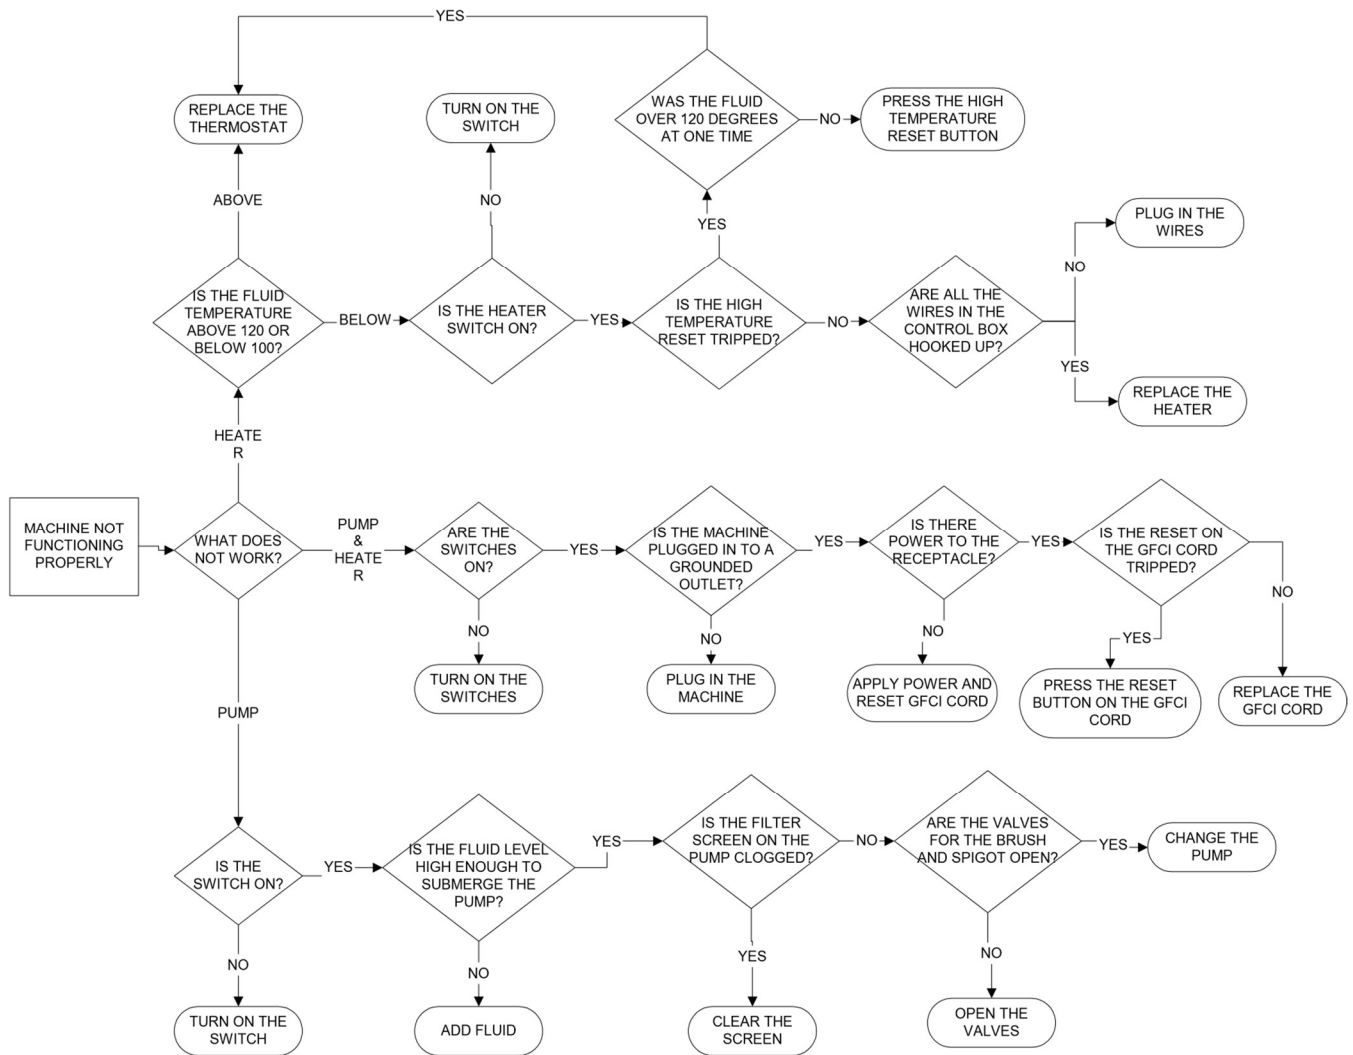 YES
REPLACE THE
THERMOSTAT
TURN ON THE
SWITCH
WAS THE FLUID
OVER 120 DEGREES
AT ONE TIME
NO
PRESS THE HIGH
TEMPERATURE
RESET BUTTON
ABOVE
NO
YES
PLUG IN THE
WIRES
IS THE FLUID
TEMPERATURE
ABOVE 120 OR
BELOW 100?
BELOW
IS THE HEATER
SWITCH ON?
YES
IS THE HIGH
TEMPERATURE
RESET TRIPPED?
NO
ARE ALL THE
WIRES IN THE
CONTROL BOX
HOOKED UP?
NO
YES
REPLACE THE
HEATER
HEATE
R
MACHINE NOT
FUNCTIONING
PROPERLY
WHAT DOES
NOT WORK?
PUMP
&
HEATE
R
ARE THE
SWITCHES
ON?
YES
IS THE MACHINE
PLUGGED IN TO A
GROUNDED
OUTLET?
YES
IS THERE
POWER TO THE
RECEPTACLE?
YES
IS THE RESET ON
THE GFCI CORD
TRIPPED?
NO
NO
NO
NO
YES
TURN ON THE
SWITCHES
PLUG IN THE
MACHINE
APPLY POWER AND
RESET GFCI CORD
PRESS THE RESET
BUTTON ON THE GFCI
CORD
REPLACE THE
GFCI CORD
PUMP
IS THE
SWITCH ON?
YES
IS THE FLUID LEVEL
HIGH ENOUGH TO
SUBMERGE THE
PUMP?
YES
IS THE FILTER
SCREEN ON THE
PUMP CLOGGED?
NO
ARE THE VALVES
FOR THE BRUSH
AND SPIGOT OPEN?
YES
CHANGE THE
PUMP
NO
NO
YES
NO
TURN ON THE
SWITCH
ADD FLUID
CLEAR THE
SCREEN
OPEN THE
VALVES